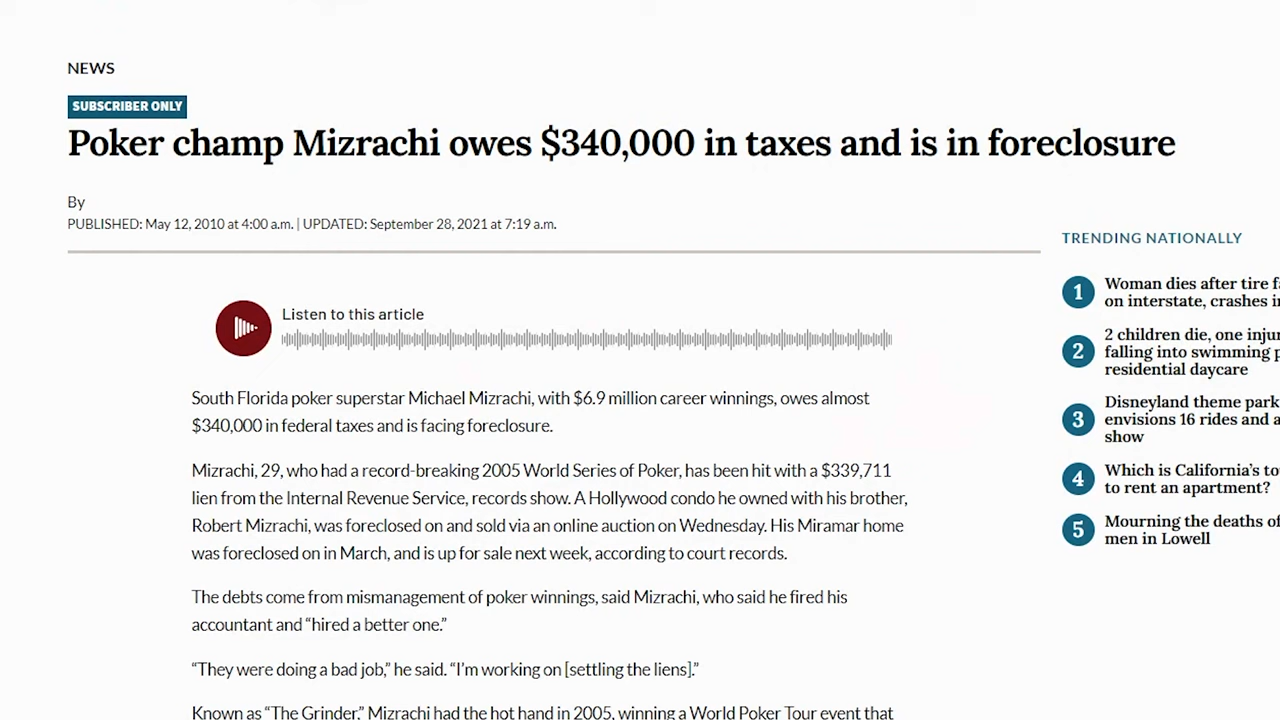 NEWS
SUBSCRIBER ONLY
Poker champ Mizrachi owes $340,000 in taxes and is in foreclosure
By
PUBLISHED: May 12, 2010 at 4:00 a.m. | UPDATED: September 28, 2021 at 7:19 a.m.
Listen to this article
South Florida poker superstar Michael Mizrachi, with $6.9 million career winnings, owes almost
$340,000 in federal taxes and is facing foreclosure.
Mizrachi, 29, who had a record-breaking 2005 World Series of Poker, has been hit with a $339,711
lien from the Internal Revenue Service, records show. A Hollywood condo he owned with his brother,
Robert Mizrachi, was foreclosed on and sold via an online auction on Wednesday. His Miramar home
was foreclosed on in March, and is up for sale next week, according to court records.
The debts come from mismanagement of poker winnings, said Mizrachi, who said he fired his
accountant and “hired a better one.”
“They were doing a bad job,” he said. “I’m working on [settling the liens].”
Known as “The Grinder,” Mizrachi had the hot hand in 2005, winning a World Poker Tour event that
TRENDING NATIONALLY
1
Woman dies after tire
on interstate, crashes
2
2 children die, one
falling into swimming
residential daycare
3
Disneyland theme park
envisions 16 rides and
show
4
Which is California’s
to rent an apartment?
5
Mourning the deaths of
men in Lowell